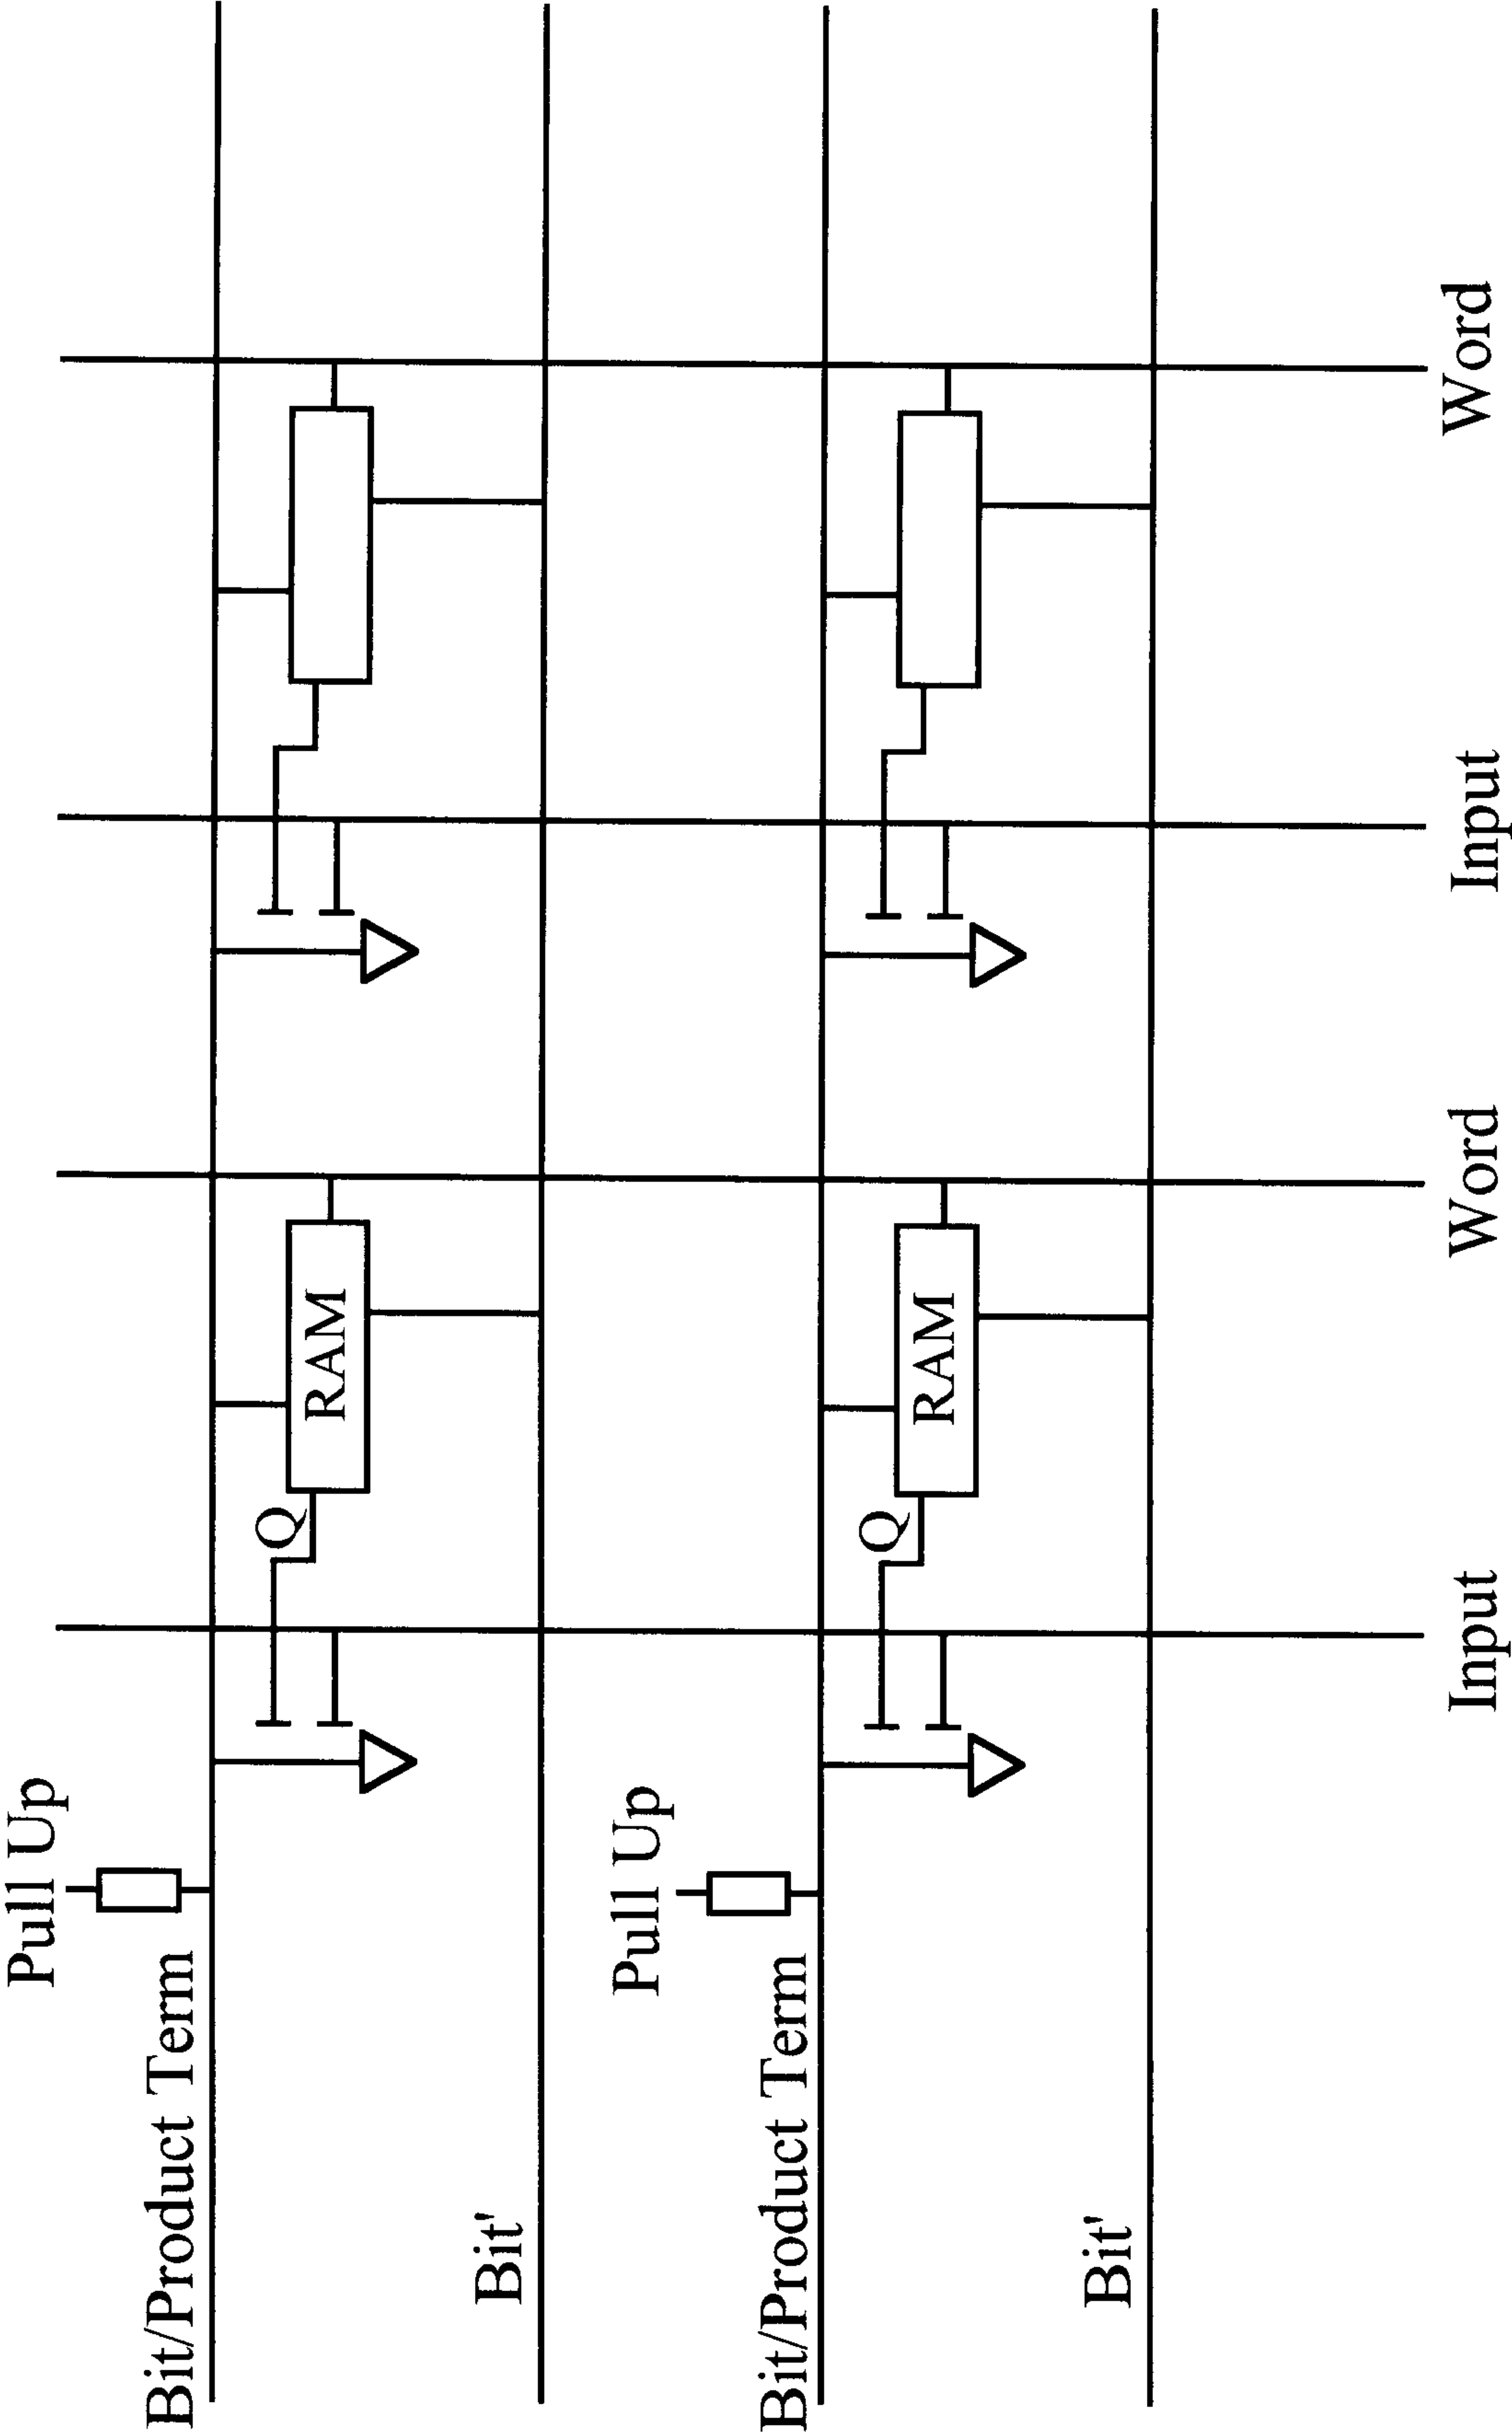 Pull Up
Bit/Product Term
Q
RAM
Bit'
Pull Up
Bit/Product Term
Q
RAM
Bit'
Input Word Input Word